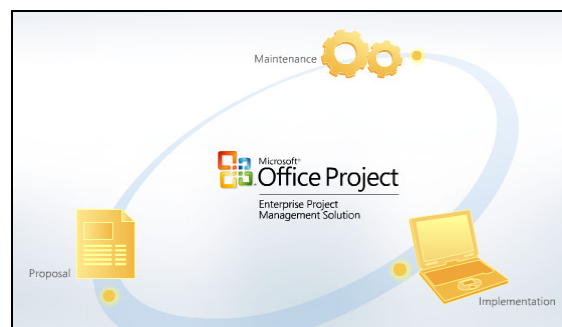 Maintenance
Microsoft®
Office Project
Enterprise Project
Management Solution
Proposal
Implementation